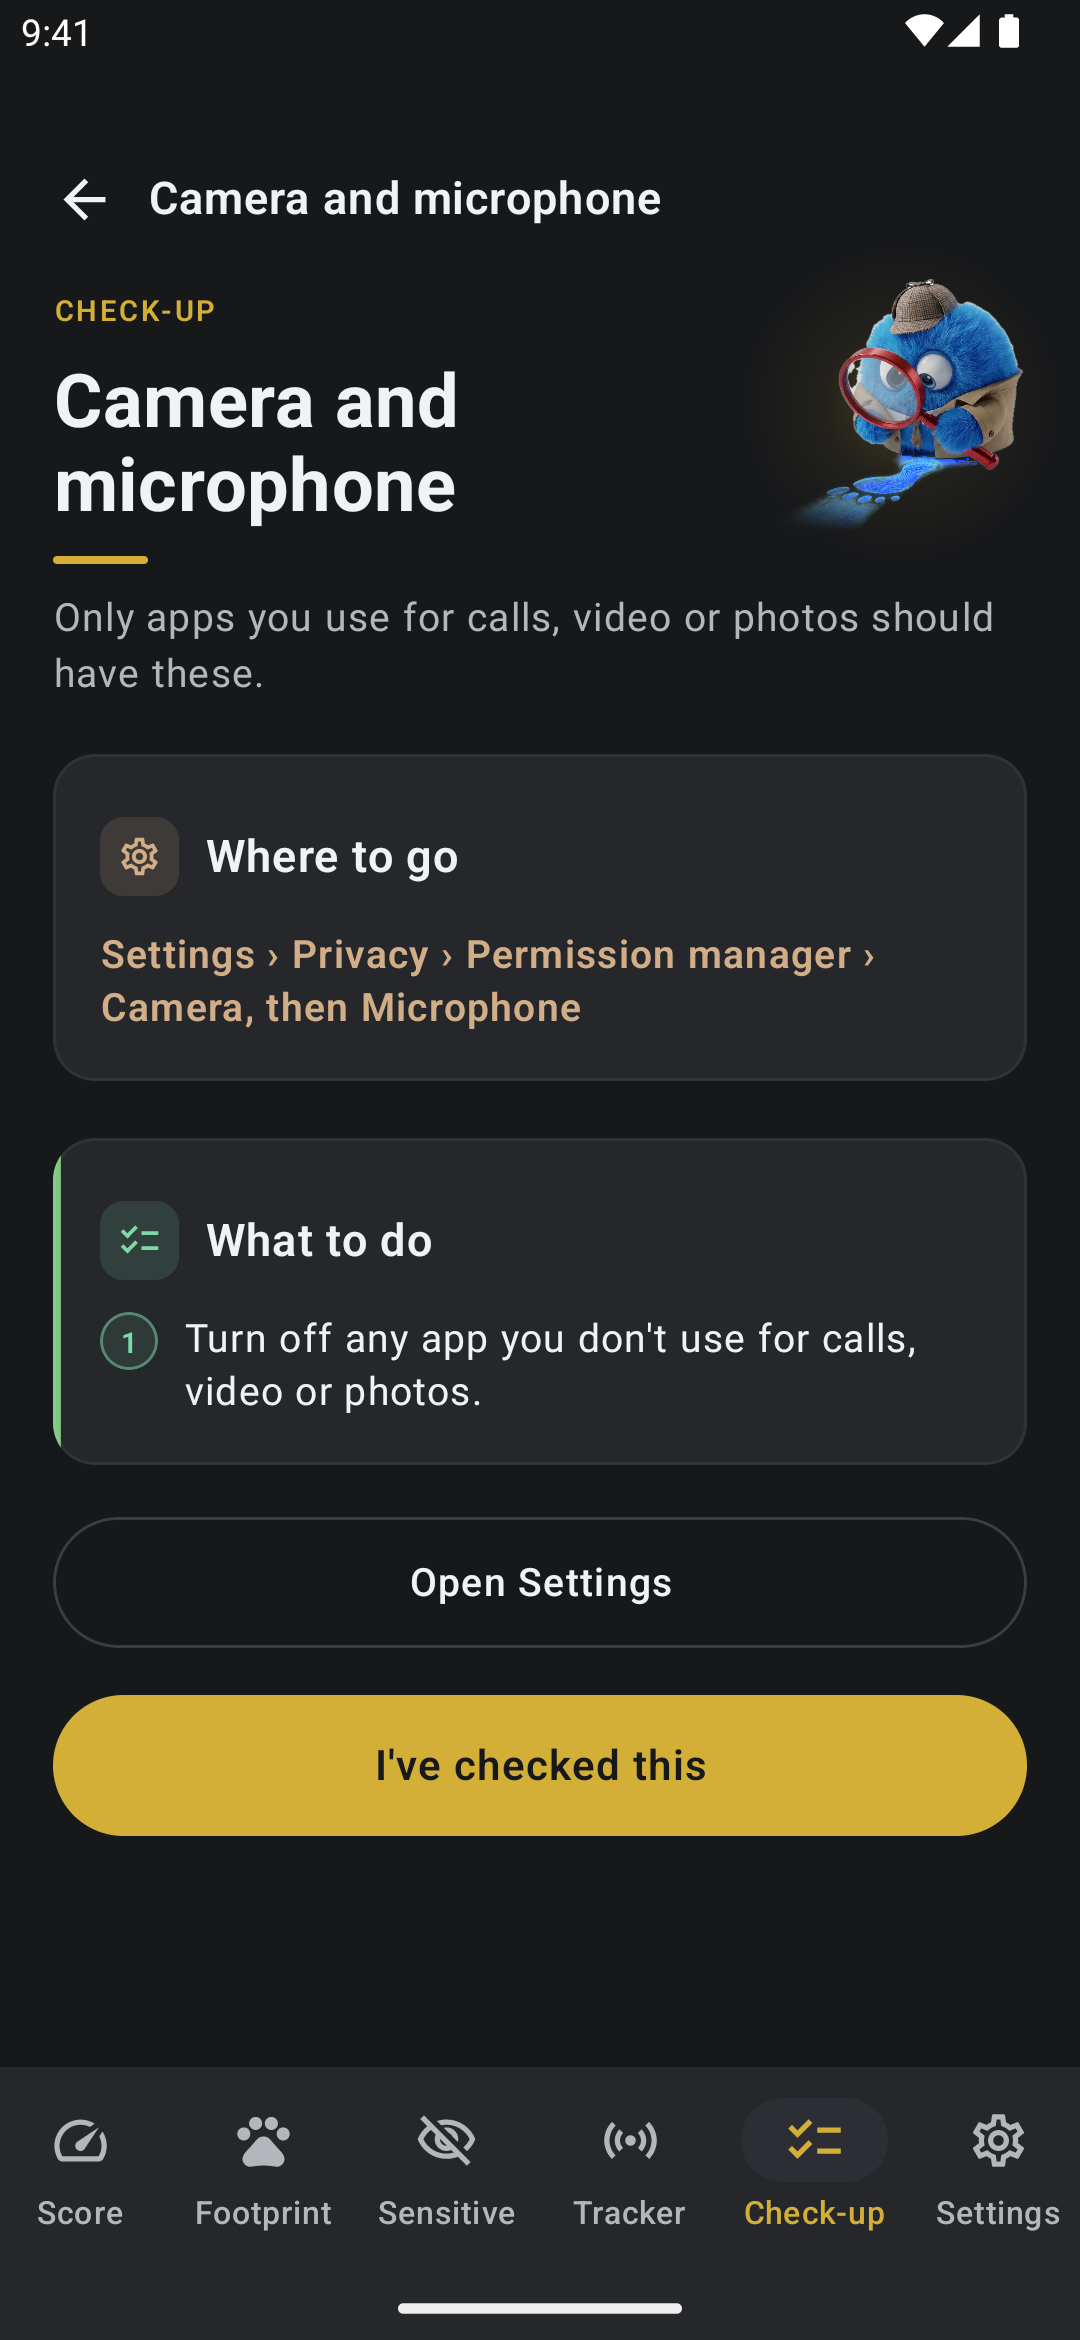 9:41
Camera and microphone
CHECK-UP
Camera and
microphone
Only apps you use for calls, video or photos should
have these.
Where to go
Settings › Privacy › Permission manager ›
Camera, then Microphone
What to do
1 Turn off any app you don't use for calls,
video or photos.
Open Settings
I've checked this
Score Footprint Sensitive Tracker Check-up Settings